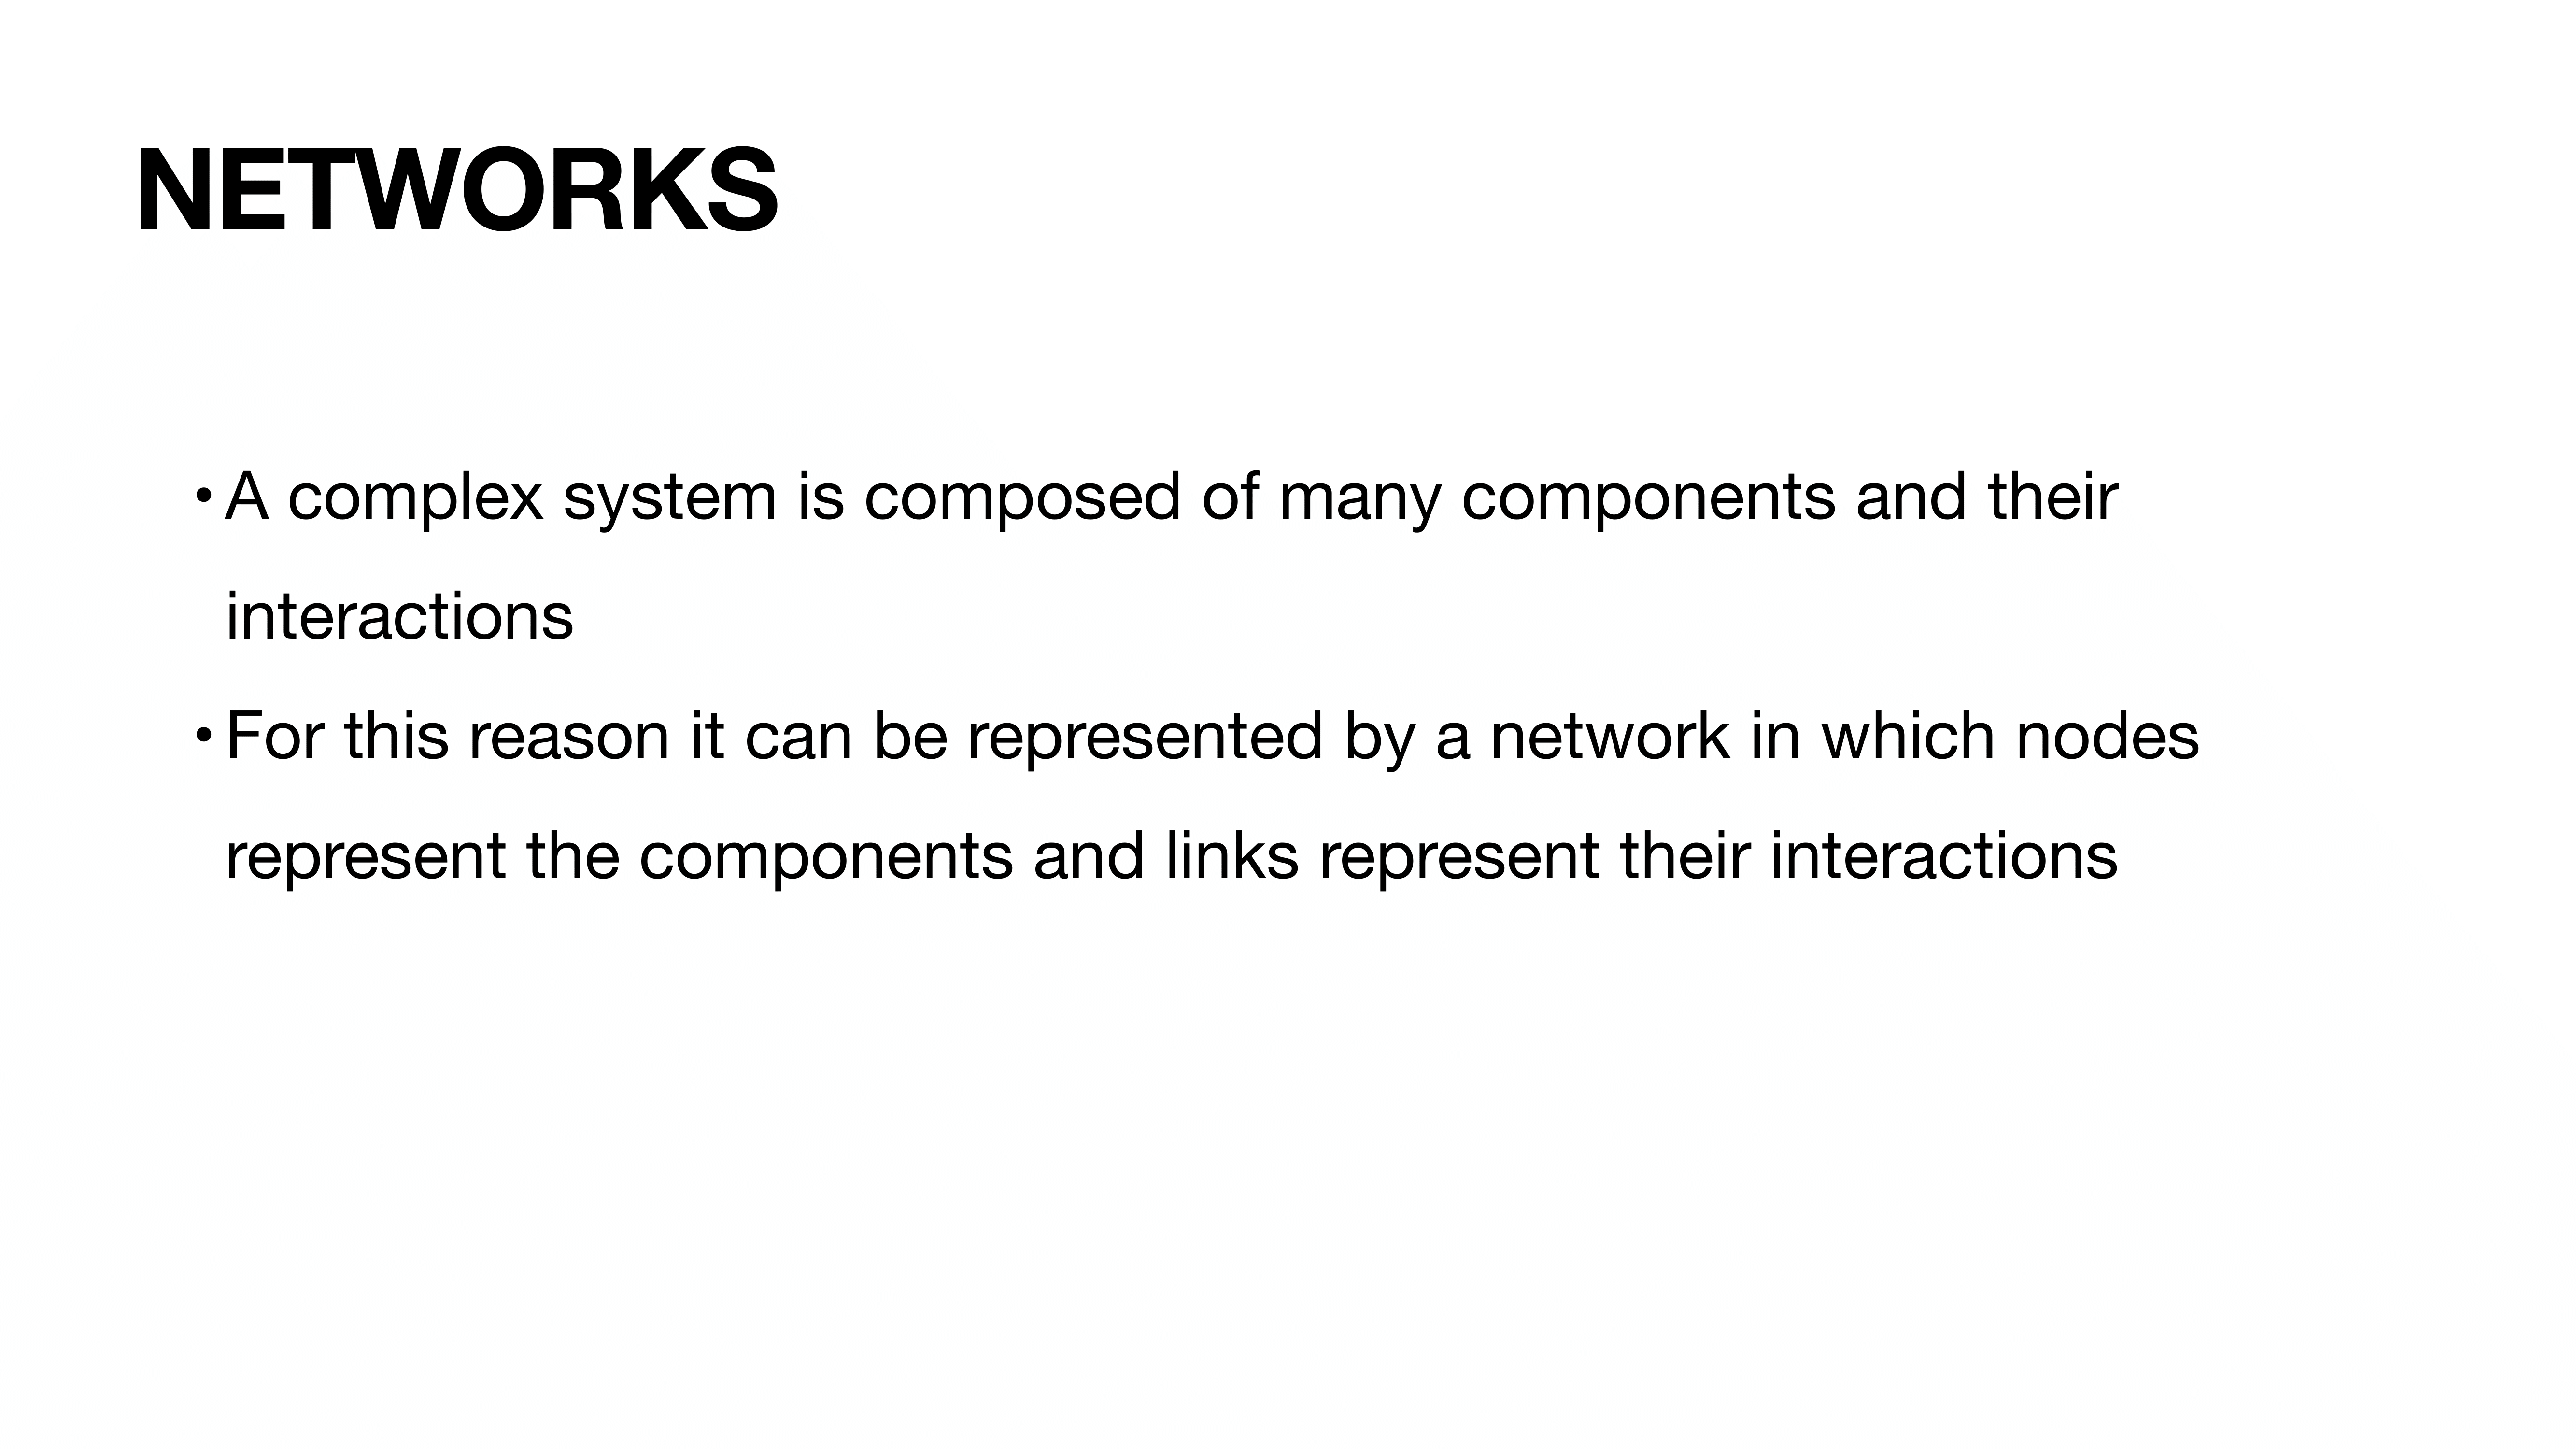 NETWORKS
• A complex system is composed of many components and their
interactions
• For this reason it can be represented by a network in which nodes
represent the components and links represent their interactions